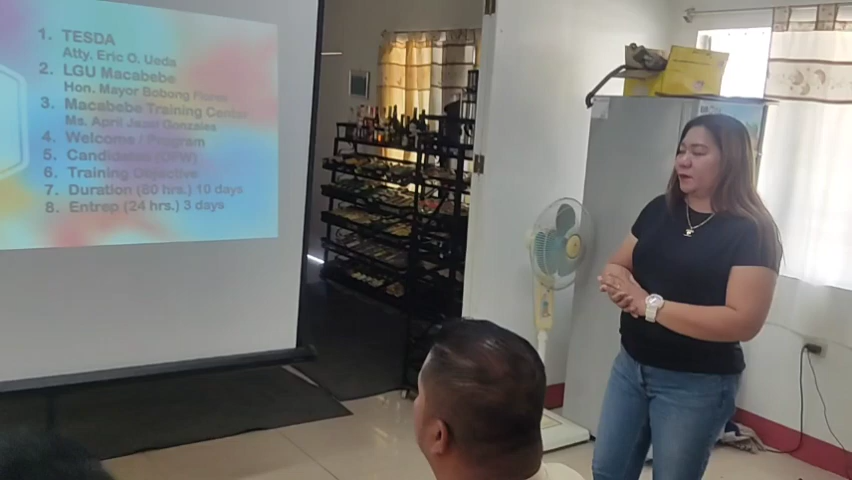 1. TESDA
Atty. Eric O. Ueda
2. LGU Macabebe
Hon. Mayor Bobong Flores
3. Macabebe Training Center
Ms. April Jazel Gonzales
4. Welcome / Program
5. Candidates (OFW)
6. Training Objective
7. Duration (80 hrs.) 10 days
8. Entrep (24 hrs.) 3 days